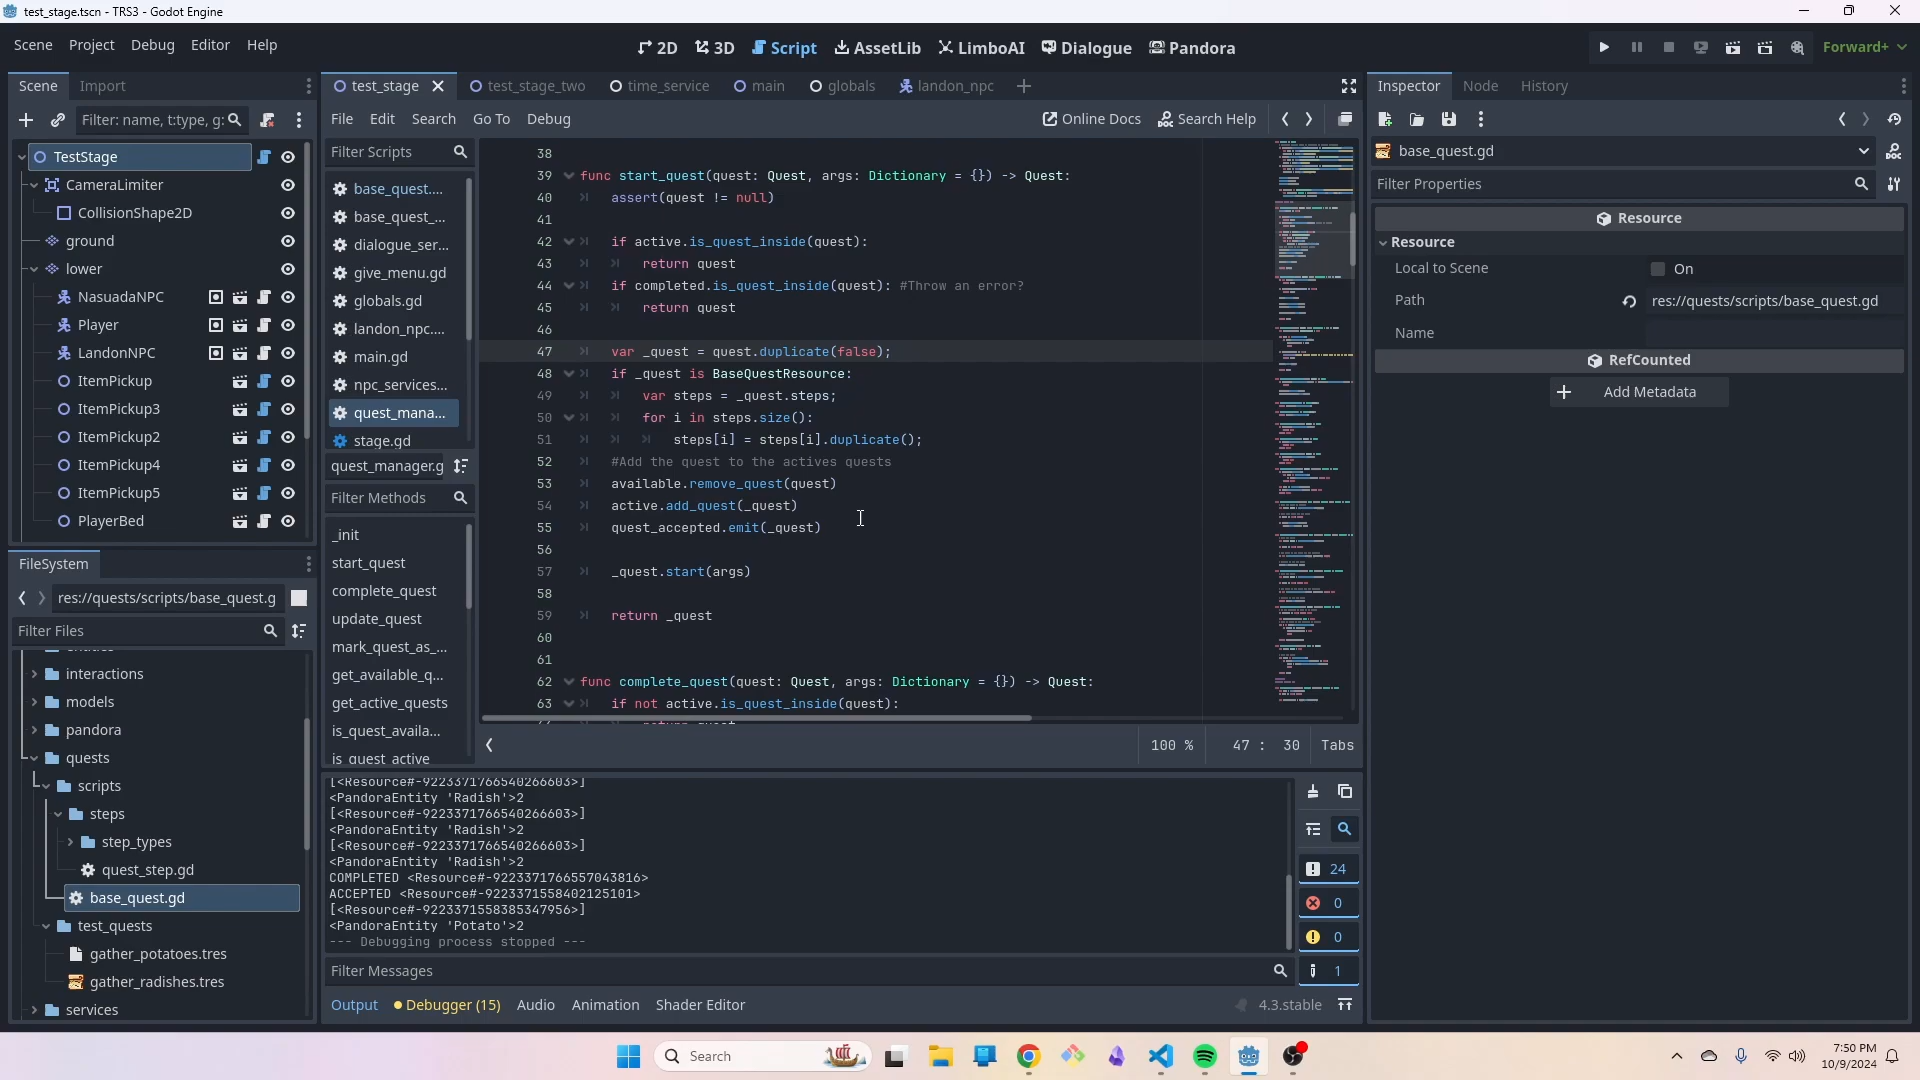 test_stage.tscn - TRS3 - Godot Engine
Scene Project Debug Editor Help
2D 3D Script AssetLib LimboAI Dialogue Pandora
Forward+
Scene Import
Filter: name, t:type, g:
TestStage
CameraLimiter
CollisionShape2D
ground
lower
NasuadaNPC
Player
LandonNPC
ItemPickup
ItemPickup3
ItemPickup2
ItemPickup4
ItemPickup5
PlayerBed
FileSystem
res://quests/scripts/base_quest.g
Filter Files
interactions
models
pandora
quests
scripts
steps
step_types
quest_step.gd
base_quest.gd
test_quests
gather_potatoes.tres
gather_radishes.tres
services
test_stage test_stage_two time_service main globals landon_npc
File Edit Search Go To Debug
Online Docs Search Help
Filter Scripts
base_quest....
base_quest_...
dialogue_ser...
give_menu.gd
globals.gd
landon_npc....
main.gd
npc_services...
quest_mana...
stage.gd
quest_manager.g
Filter Methods
_init
start_quest
complete_quest
update_quest
mark_quest_as_...
get_available_q...
get_active_quests
is_quest_availa...
is_quest_active
38
39 func start_quest(quest: Quest, args: Dictionary = {}) -> Quest:
40 assert(quest != null)
41
42 if active.is_quest_inside(quest):
43 return quest
44 if completed.is_quest_inside(quest): #Throw an error?
45 return quest
46
47 var _quest = quest.duplicate(false);
48 if _quest is BaseQuestResource:
49 var steps = _quest.steps;
50 for i in steps.size():
51 steps[i] = steps[i].duplicate();
52 #Add the quest to the actives quests
53 available.remove_quest(quest)
54 active.add_quest(_quest)
55 quest_accepted.emit(_quest)
56
57 _quest.start(args)
58
59 return _quest
60
61
62 func complete_quest(quest: Quest, args: Dictionary = {}) -> Quest:
63 if not active.is_quest_inside(quest):
100 % 47 : 30 Tabs
[<Resource#-9223371766540266603>]
<PandoraEntity 'Radish'>2
[<Resource#-9223371766540266603>]
<PandoraEntity 'Radish'>2
[<Resource#-9223371766540266603>]
<PandoraEntity 'Radish'>2
COMPLETED <Resource#-9223371766557043816>
ACCEPTED <Resource#-9223371558402125101>
[<Resource#-9223371558385347956>]
<PandoraEntity 'Potato'>2
--- Debugging process stopped ---
24
0
0
1
Filter Messages
Output Debugger (15) Audio Animation Shader Editor
4.3.stable
Inspector Node History
base_quest.gd
Filter Properties
Resource
Resource
Local to Scene On
Path res://quests/scripts/base_quest.gd
Name
RefCounted
Add Metadata
Search
7:50 PM
10/9/2024